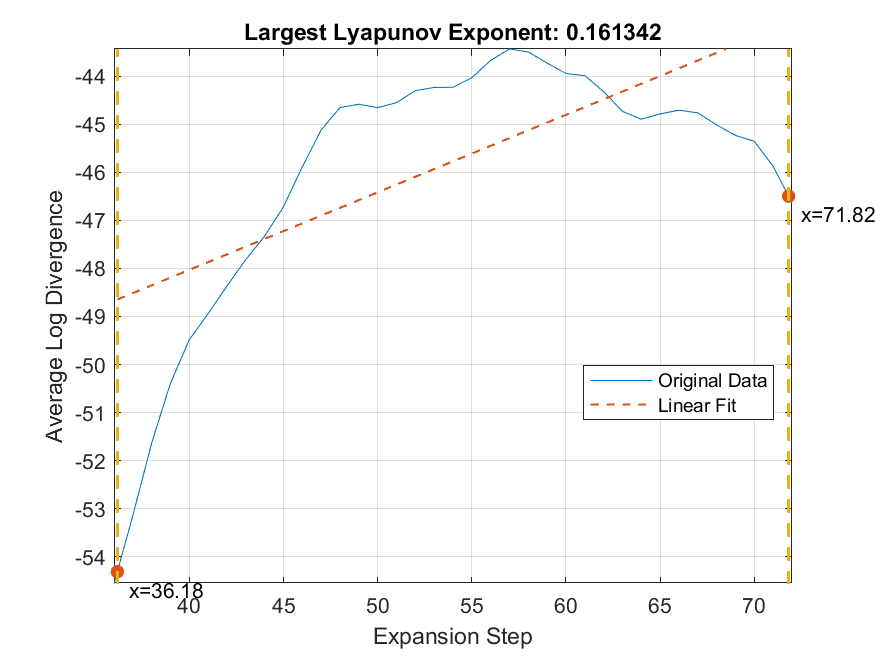 Largest Lyapunov Exponent: 0.161342
-44
-45
-46
-47
-48
-49
-50
-51
-52
-53
-54
Average Log Divergence
x=71.82
Original Data
Linear Fit
x=36.18
40 45 50 55 60 65 70
Expansion Step